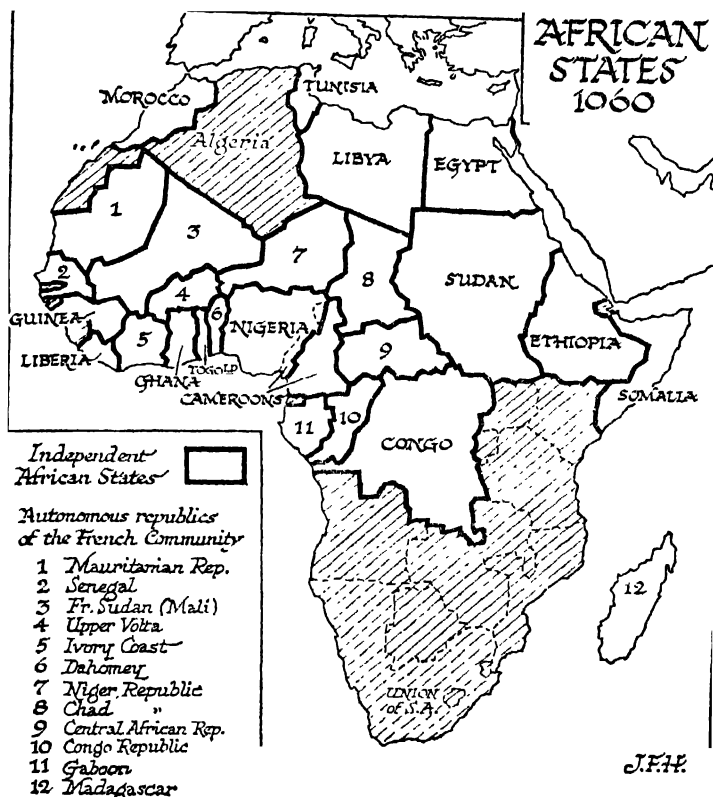 AFRICAN
STATES
1060
MOROCCO
TUNISIA
Algeria
LIBYA
EGYPT
1
3
7
8
SUDAN
2
4
6
GUINEA
5
NIGERIA
ETHIOPIA
LIBERIA
9
TOGOLD
GHANA
CAMEROONS
SOMALIA
10
11
CONGO
12
UNION
of S.A.
Independent
African States
Autonomous republics
of the French Community
1 Mauritanian Rep.
2 Senegal
3 Fr. Sudan (Mali)
4 Upper Volta
5 Ivory Coast
6 Dahomey
7 Niger Republic
8 Chad "
9 Central African Rep.
10 Congo Republic
11 Gaboon
12 Madagascar
J.F.H.